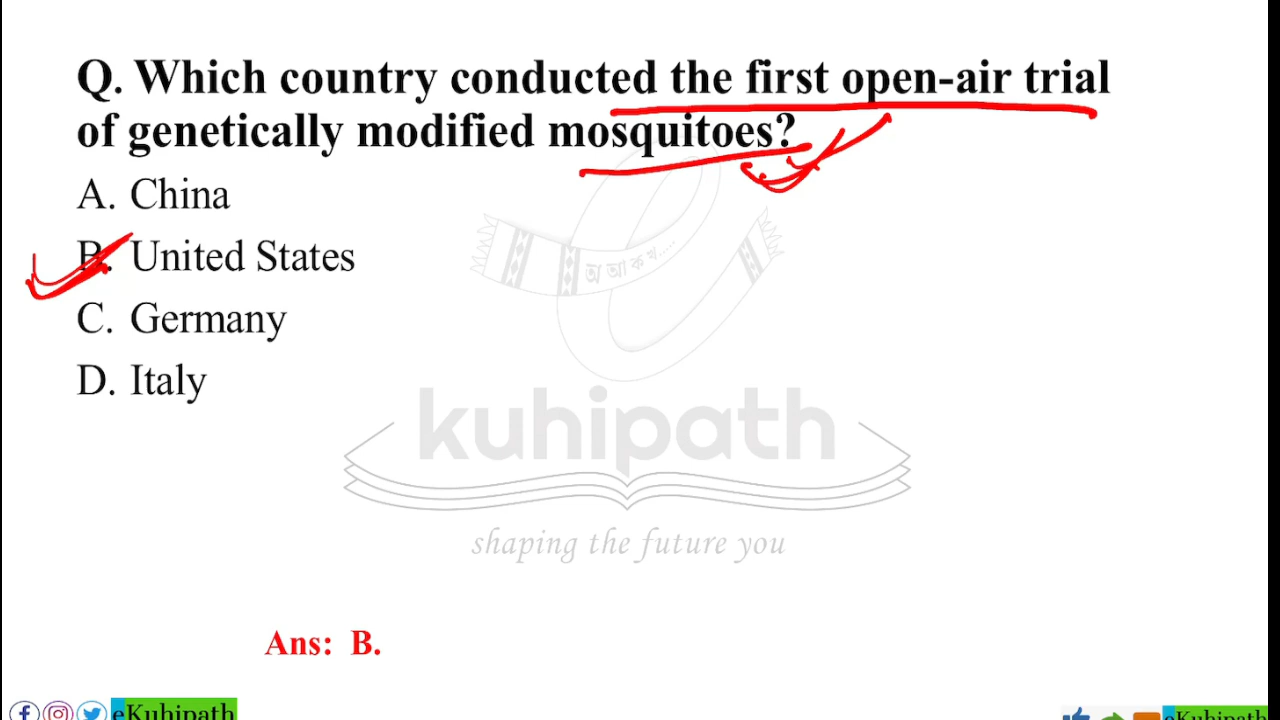 Q. Which country conducted the first open-air trial
of genetically modified mosquitoes?
A. China
B. United States
C. Germany
D. Italy
অ আ ক খ.....
kuhipath
shaping the future you
Ans: B.
eKuhipath
eKuhipath